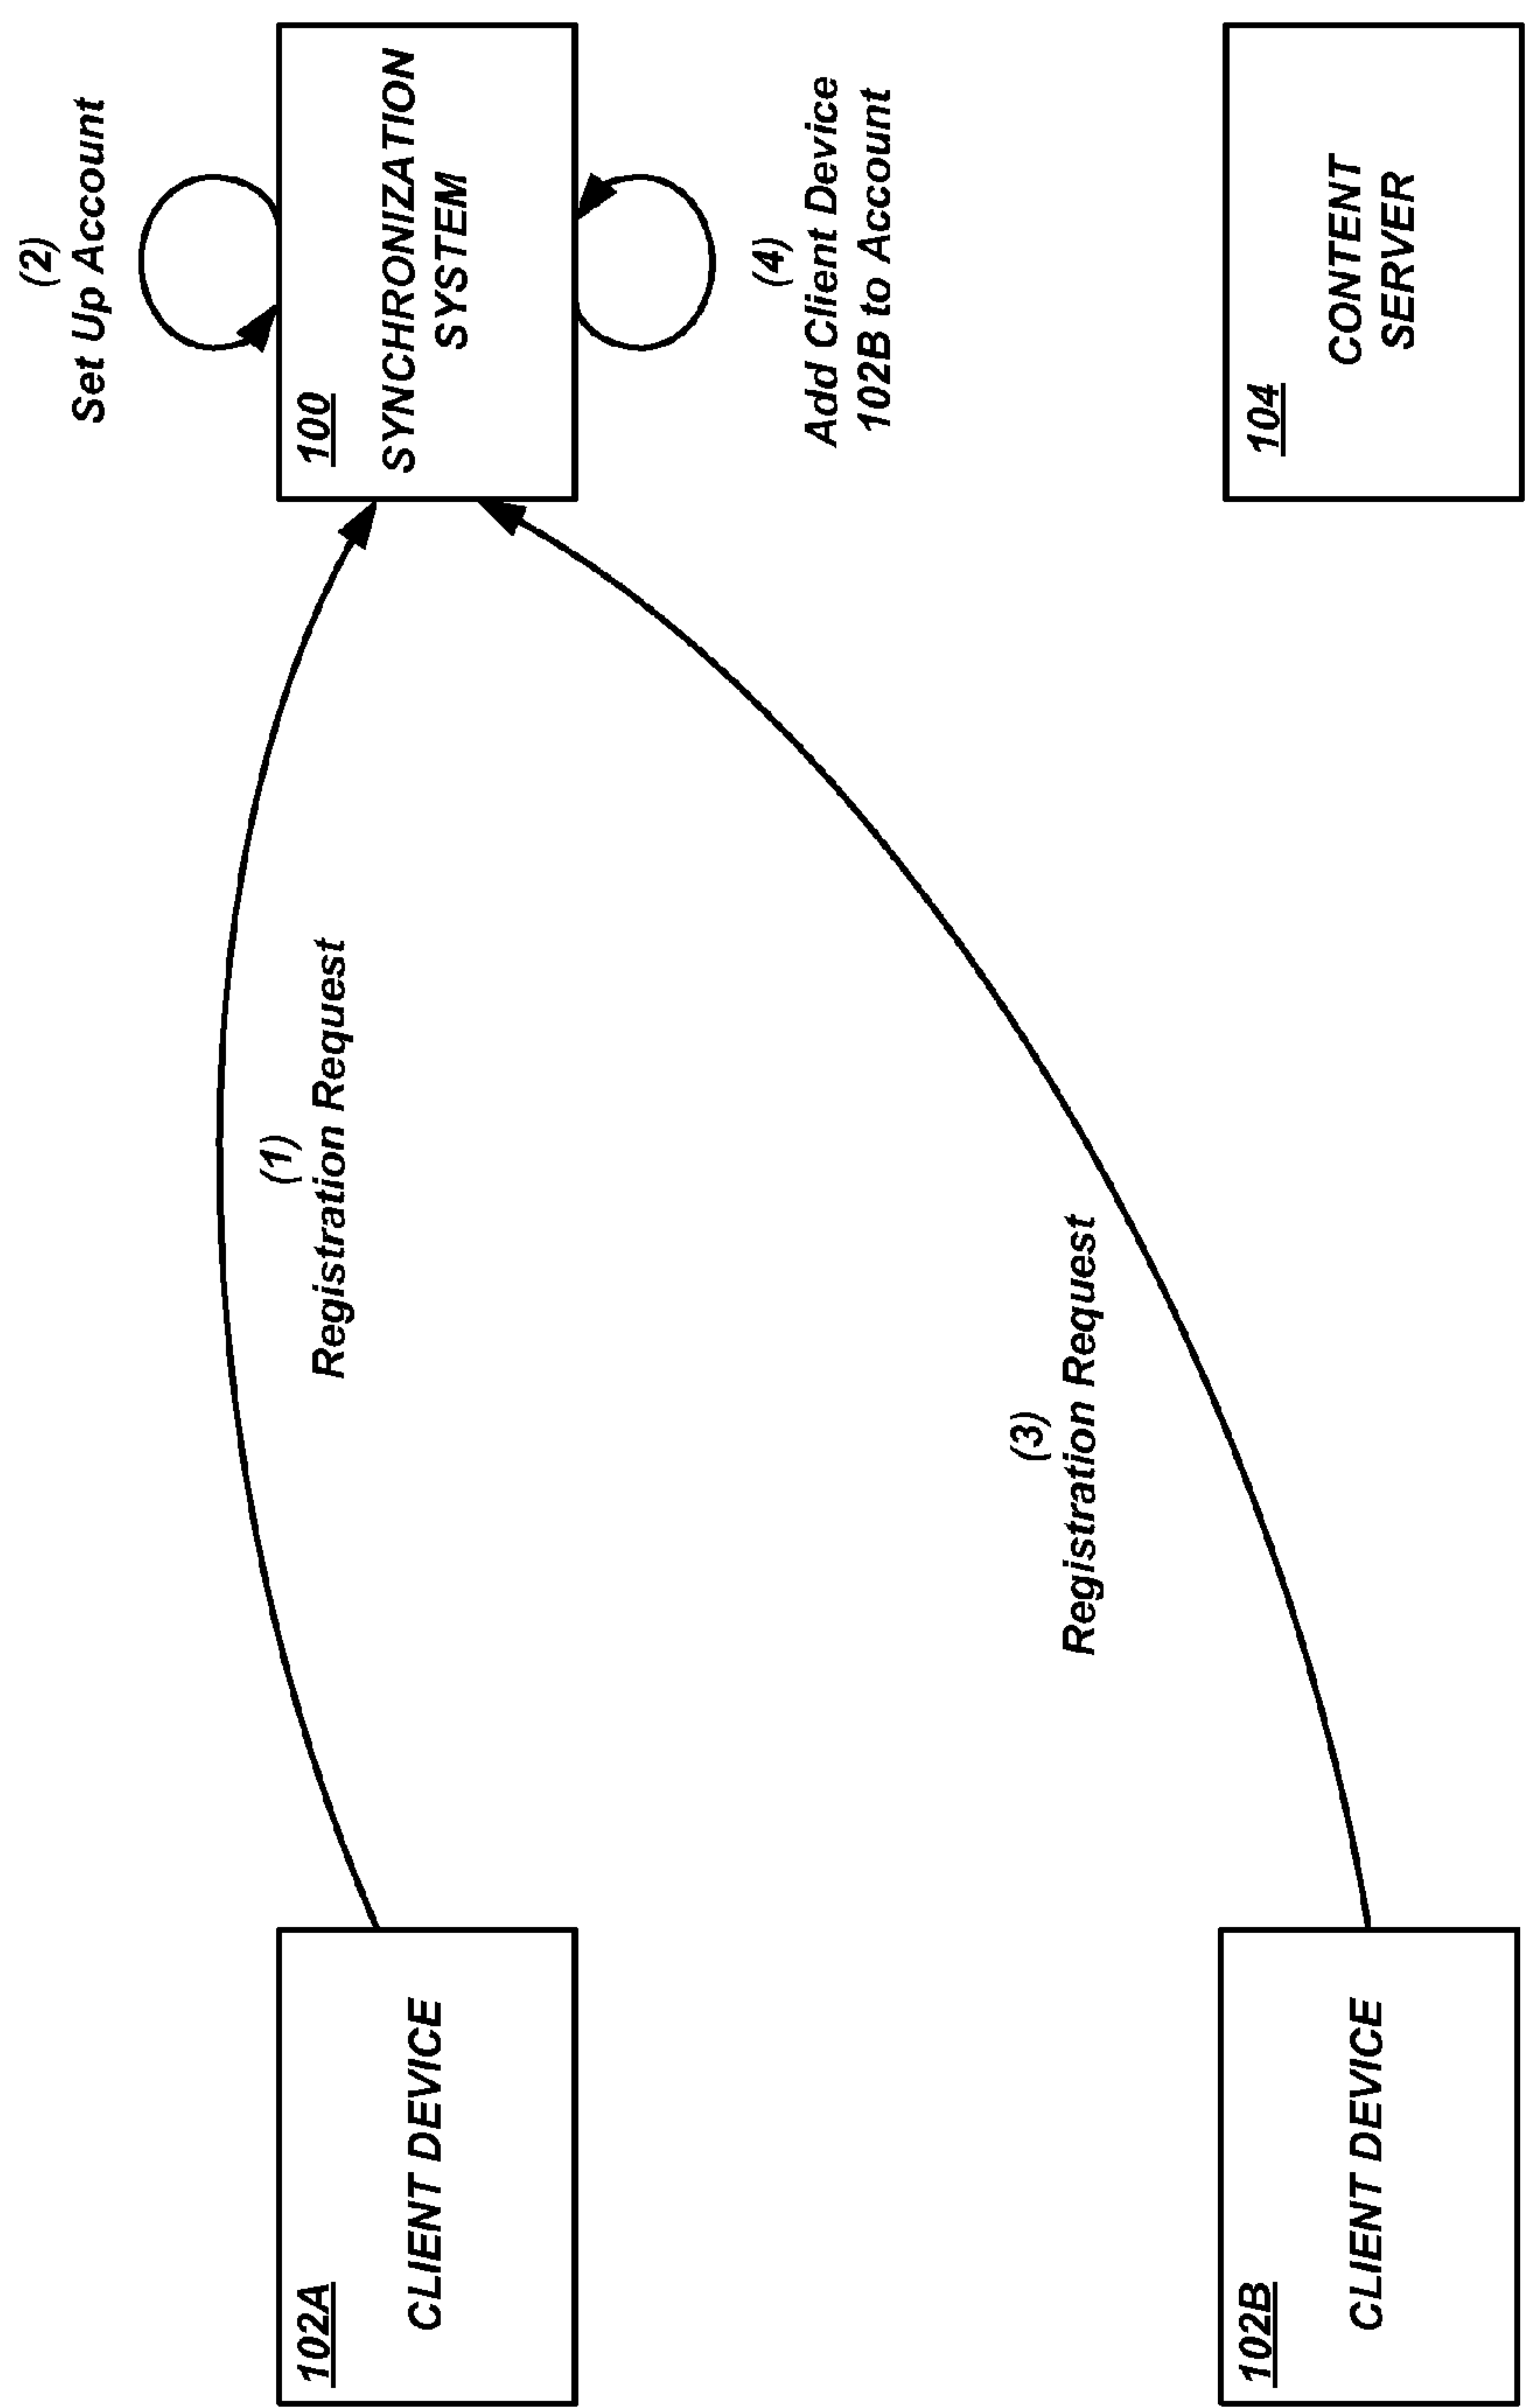 (2)
Set Up Account
100
SYNCHRONIZATION
SYSTEM
(4)
Add Client Device
102B to Account
(1)
Registration Request
(3)
Registration Request
102A
CLIENT DEVICE
102B
CLIENT DEVICE
104
CONTENT
SERVER